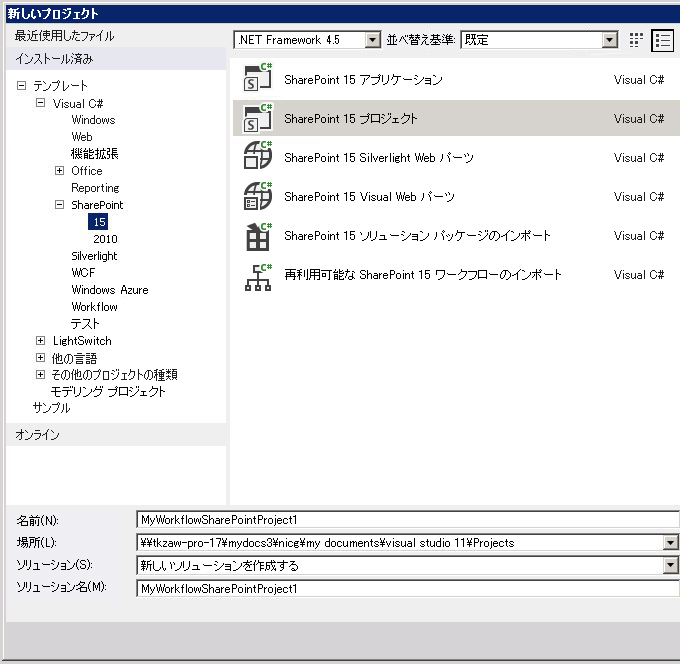 新しいプロジェクト
最近使用したファイル
インストール済み
テンプレート
Visual C#
Windows
Web
機能拡張
Office
Reporting
SharePoint
15
2010
Silverlight
WCF
Windows Azure
Workflow
テスト
LightSwitch
他の言語
その他のプロジェクトの種類
モデリング プロジェクト
サンプル
オンライン
.NET Framework 4.5 並べ替え基準: 既定
SharePoint 15 アプリケーション Visual C#
SharePoint 15 プロジェクト Visual C#
SharePoint 15 Silverlight Web パーツ Visual C#
SharePoint 15 Visual Web パーツ Visual C#
SharePoint 15 ソリューション パッケージのインポート Visual C#
再利用可能な SharePoint 15 ワークフローのインポート Visual C#
名前(N): MyWorkflowSharePointProject1
場所(L): ¥¥tkzaw-pro-17¥mydocs3¥nicg¥my documents¥visual studio 11¥Projects
ソリューション(S): 新しいソリューションを作成する
ソリューション名(M): MyWorkflowSharePointProject1